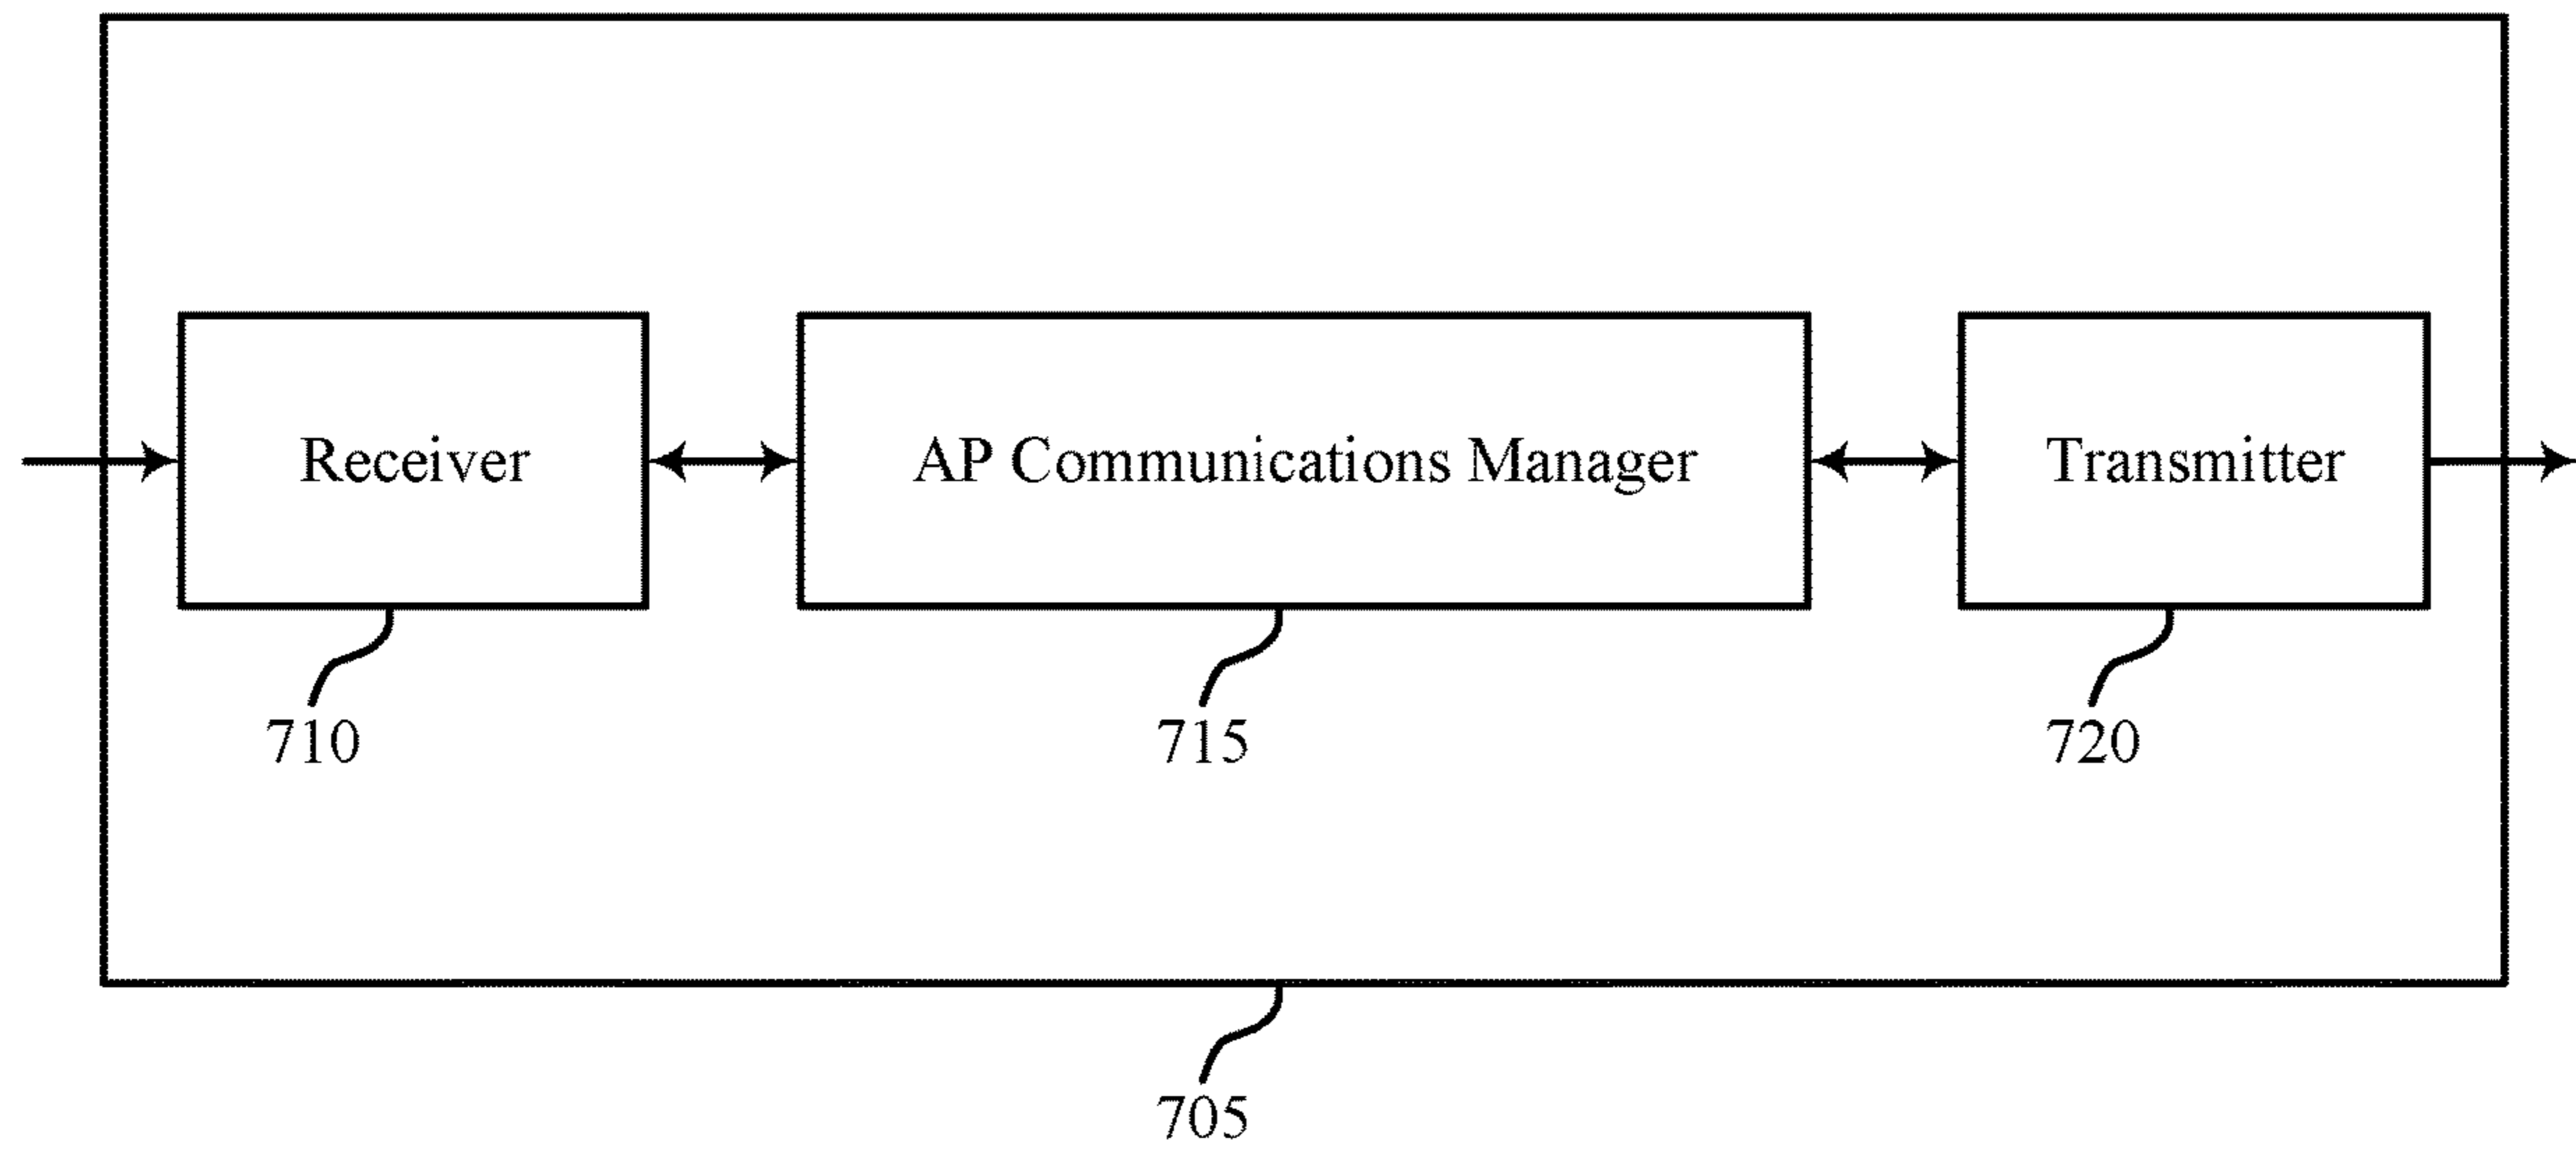 Receiver
AP Communications Manager
Transmitter
710
715
720
705